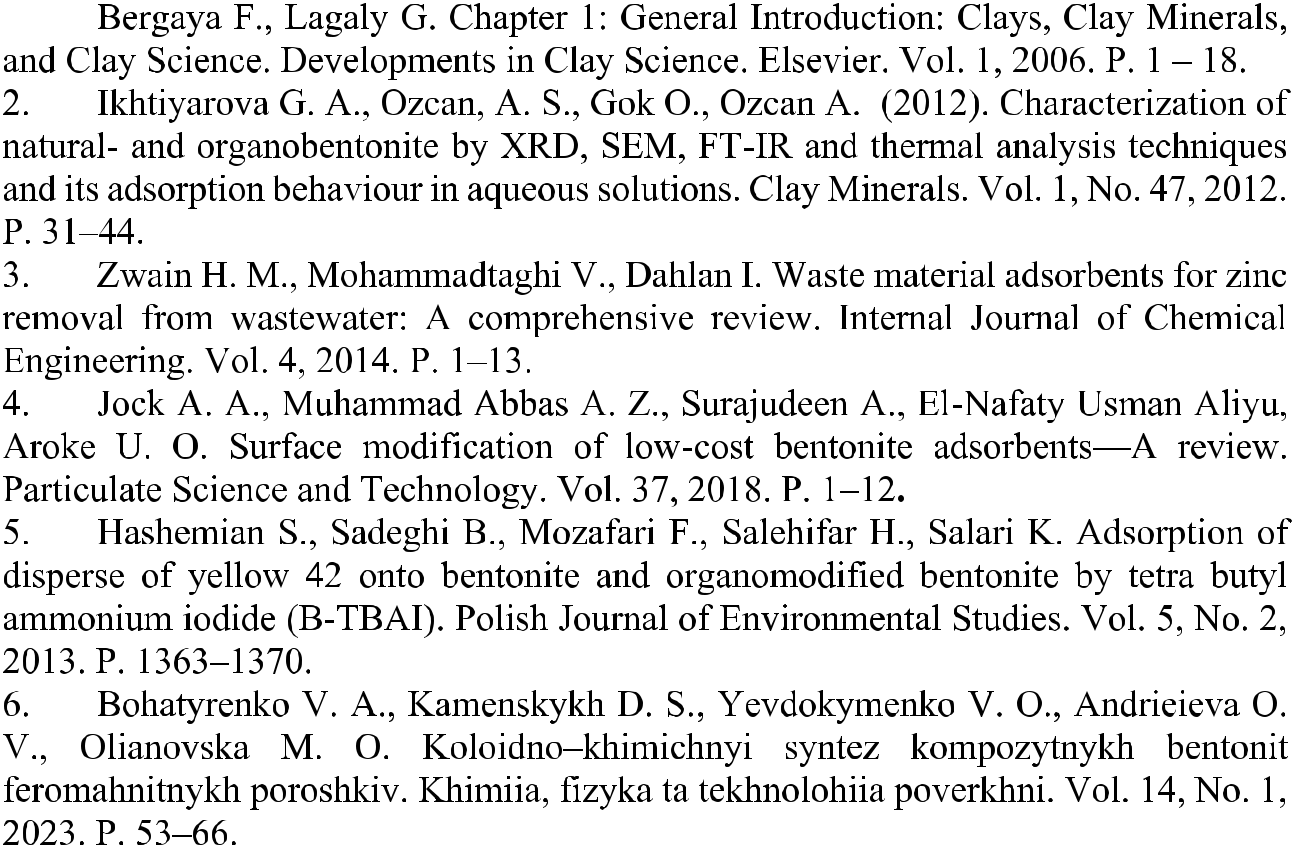 Bergaya F., Lagaly G. Chapter 1: General Introduction: Clays, Clay Minerals,
and Clay Science. Developments in Clay Science. Elsevier. Vol. 1, 2006. P. 1 – 18.
2. Ikhtiyarova G. A., Ozcan, A. S., Gok O., Ozcan A. (2012). Characterization of
natural- and organobentonite by XRD, SEM, FT-IR and thermal analysis techniques
and its adsorption behaviour in aqueous solutions. Clay Minerals. Vol. 1, No. 47, 2012.
P. 31–44.
3. Zwain H. M., Mohammadtaghi V., Dahlan I. Waste material adsorbents for zinc
removal from wastewater: A comprehensive review. Internal Journal of Chemical
Engineering. Vol. 4, 2014. P. 1–13.
4. Jock A. A., Muhammad Abbas A. Z., Surajudeen A., El-Nafaty Usman Aliyu,
Aroke U. O. Surface modification of low-cost bentonite adsorbents—A review.
Particulate Science and Technology. Vol. 37, 2018. P. 1–12.
5. Hashemian S., Sadeghi B., Mozafari F., Salehifar H., Salari K. Adsorption of
disperse of yellow 42 onto bentonite and organomodified bentonite by tetra butyl
ammonium iodide (B-TBAI). Polish Journal of Environmental Studies. Vol. 5, No. 2,
2013. P. 1363–1370.
6. Bohatyrenko V. A., Kamenskykh D. S., Yevdokymenko V. O., Andrieieva O.
V., Olianovska M. O. Koloidno–khimichnyi syntez kompozytnykh bentonit
feromahnitnykh poroshkiv. Khimiia, fizyka ta tekhnolohiia poverkhni. Vol. 14, No. 1,
2023. P. 53–66.